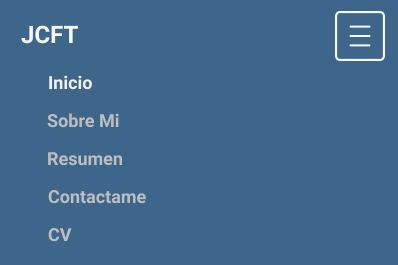 JCFT
Inicio
Sobre Mi
Resumen
Contactame
CV